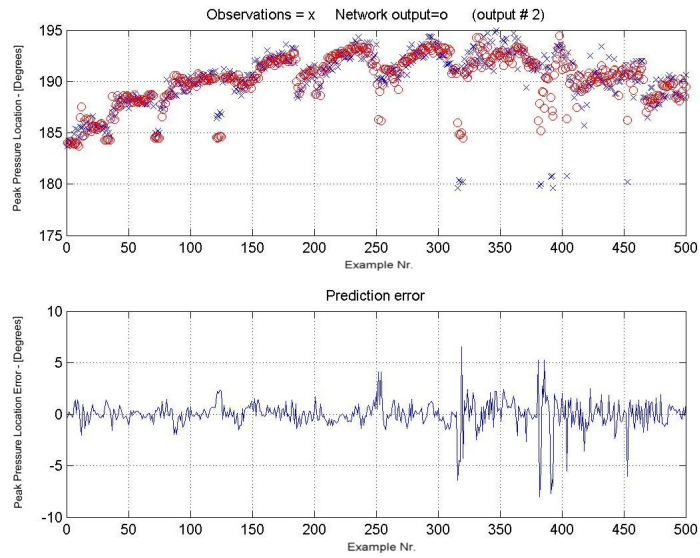 Observations = x Network output=o (output # 2)
Peak Pressure Location - [Degrees]
195
190
185
180
175
0 50 100 150 200 250 300 350 400 450 500
Example Nr.
Prediction error
Peak Pressure Location Error - [Degrees]
10
5
0
-5
-10
0 50 100 150 200 250 300 350 400 450 500
Example Nr.